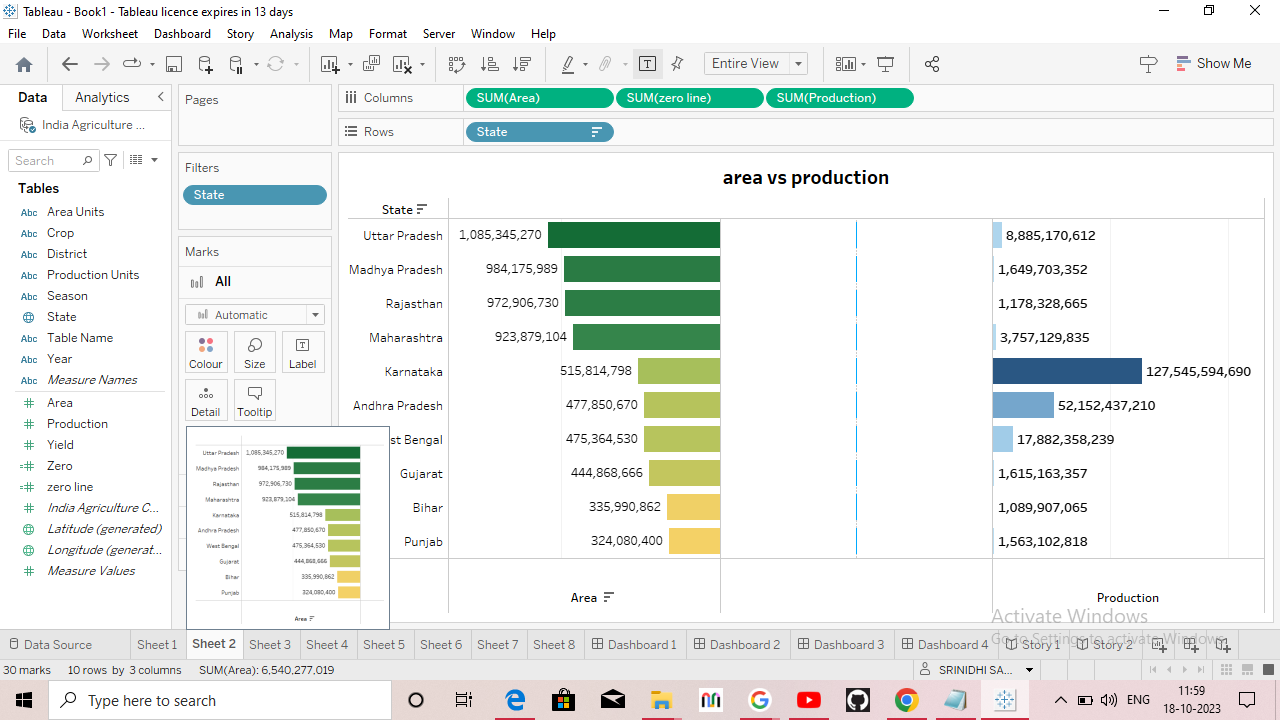 Tableau - Book1 - Tableau licence expires in 13 days
File Data Worksheet Dashboard Story Analysis Map Format Server Window Help
Entire View
Show Me
Data Analytics
India Agriculture ...
Search
Tables
Abc Area Units
Abc Crop
Abc District
Abc Production Units
Abc Season
State
Abc Table Name
Abc Year
Abc Measure Names
Area
Production
Yield
Zero
zero line
India Agriculture C...
Latitude (generated)
Longitude (generat...
Measure Values
Pages
Filters
State
Marks
All
Automatic
Colour Size Label
Detail Tooltip
Columns SUM(Area) SUM(zero line) SUM(Production)
Rows State
area vs production
State
Uttar Pradesh 1,085,345,270 8,885,170,612
Madhya Pradesh 984,175,989 1,649,703,352
Rajasthan 972,906,730 1,178,328,665
Maharashtra 923,879,104 3,757,129,835
Karnataka 515,814,798 127,545,594,690
Andhra Pradesh 477,850,670 52,152,437,210
st Bengal 475,364,530 17,882,358,239
Gujarat 444,868,666 1,615,163,357
Bihar 335,990,862 1,089,907,065
Punjab 324,080,400 1,563,102,818
Area Production
Uttar Pradesh 1,085,345,270
Madhya Pradesh 984,175,989
Rajasthan 972,906,730
Maharashtra 923,879,104
Karnataka 515,814,798
Andhra Pradesh 477,850,670
West Bengal 475,364,530
Gujarat 444,868,666
Bihar 335,990,862
Punjab 324,080,400
Area
Activate Windows
Go to Settings to activate Windows.
Data Source Sheet 1 Sheet 2 Sheet 3 Sheet 4 Sheet 5 Sheet 6 Sheet 7 Sheet 8 Dashboard 1 Dashboard 2 Dashboard 3 Dashboard 4 Story 1 Story 2
30 marks 10 rows by 3 columns SUM(Area): 6,540,277,019 SRINIDHI SA...
Type here to search
ENG
11:59
18-10-2023